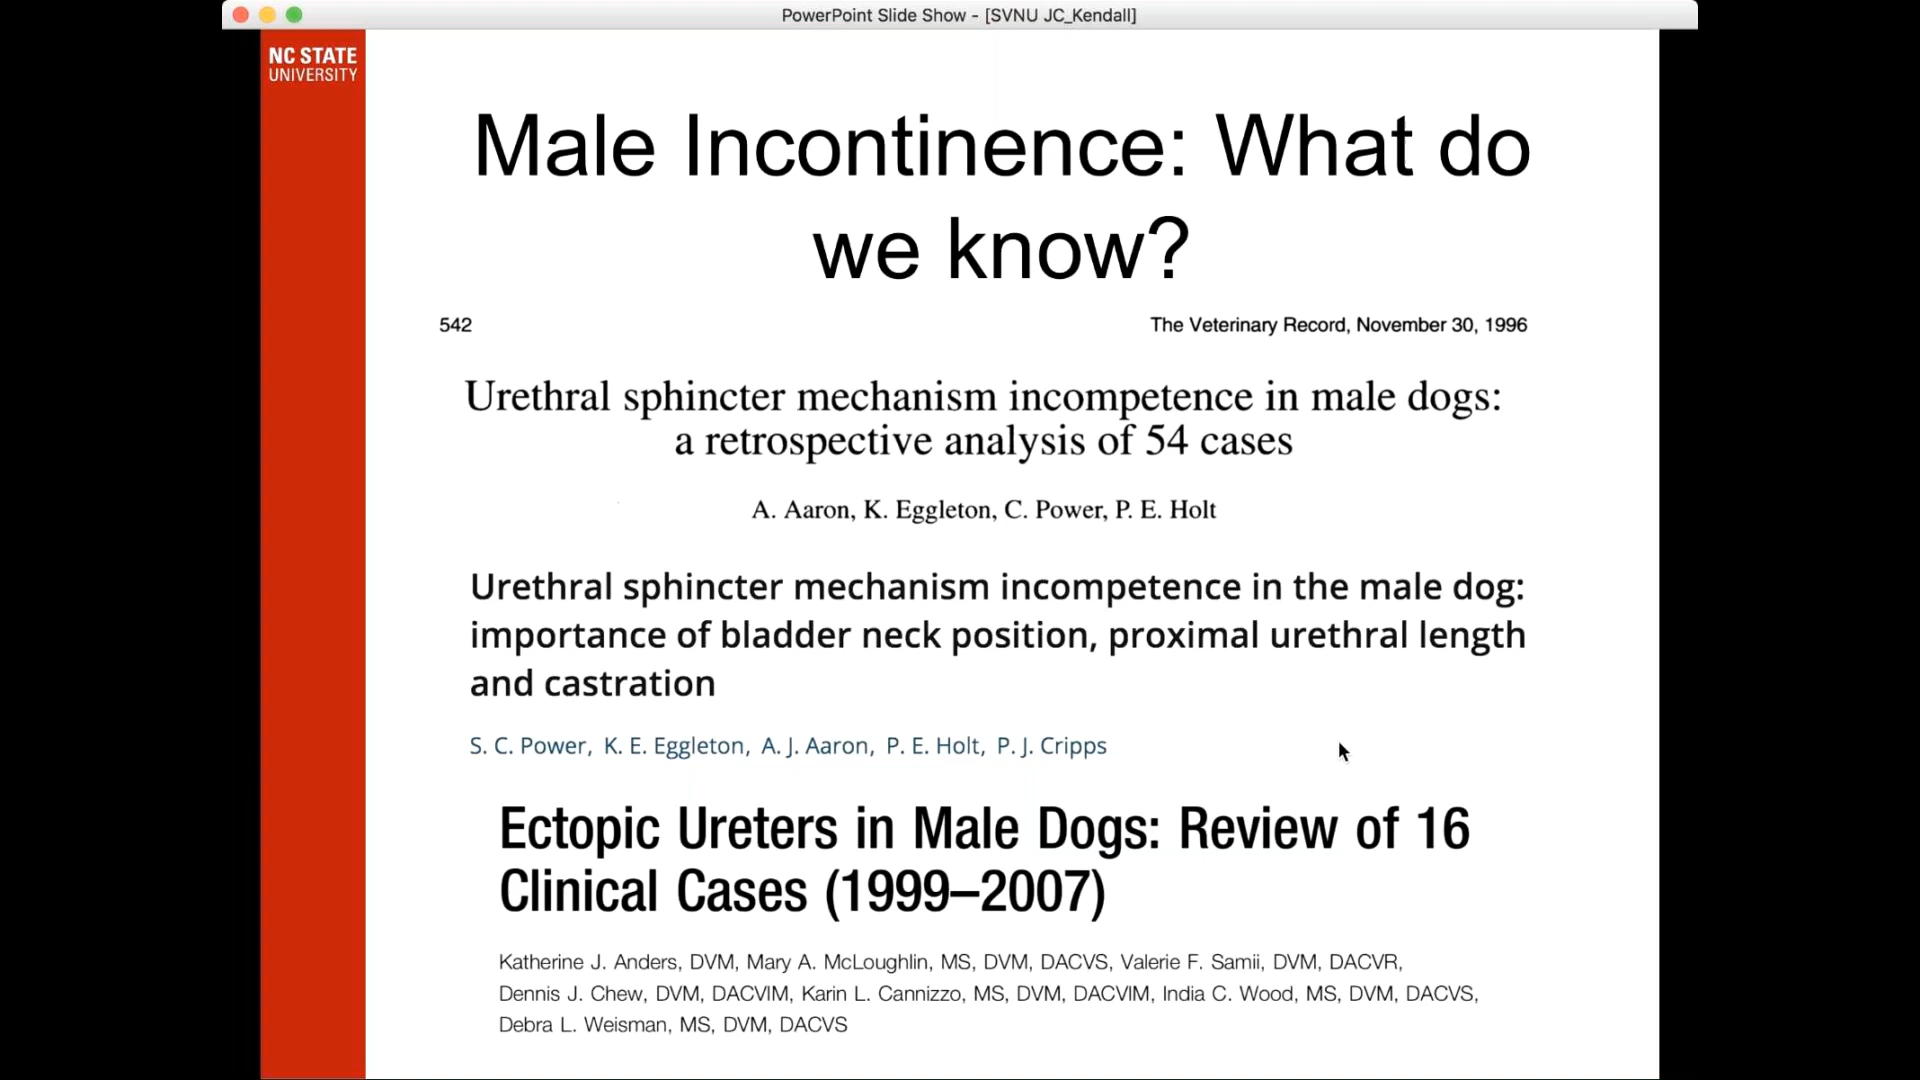 PowerPoint Slide Show - [SVNU JC_Kendall]
NC STATE
UNIVERSITY
Male Incontinence: What do
we know?
542
The Veterinary Record, November 30, 1996
Urethral sphincter mechanism incompetence in male dogs:
a retrospective analysis of 54 cases
A. Aaron, K. Eggleton, C. Power, P. E. Holt
Urethral sphincter mechanism incompetence in the male dog:
importance of bladder neck position, proximal urethral length
and castration
S. C. Power, K. E. Eggleton, A. J. Aaron, P. E. Holt, P. J. Cripps
Ectopic Ureters in Male Dogs: Review of 16
Clinical Cases (1999–2007)
Katherine J. Anders, DVM, Mary A. McLoughlin, MS, DVM, DACVS, Valerie F. Samii, DVM, DACVR,
Dennis J. Chew, DVM, DACVIM, Karin L. Cannizzo, MS, DVM, DACVIM, India C. Wood, MS, DVM, DACVS,
Debra L. Weisman, MS, DVM, DACVS